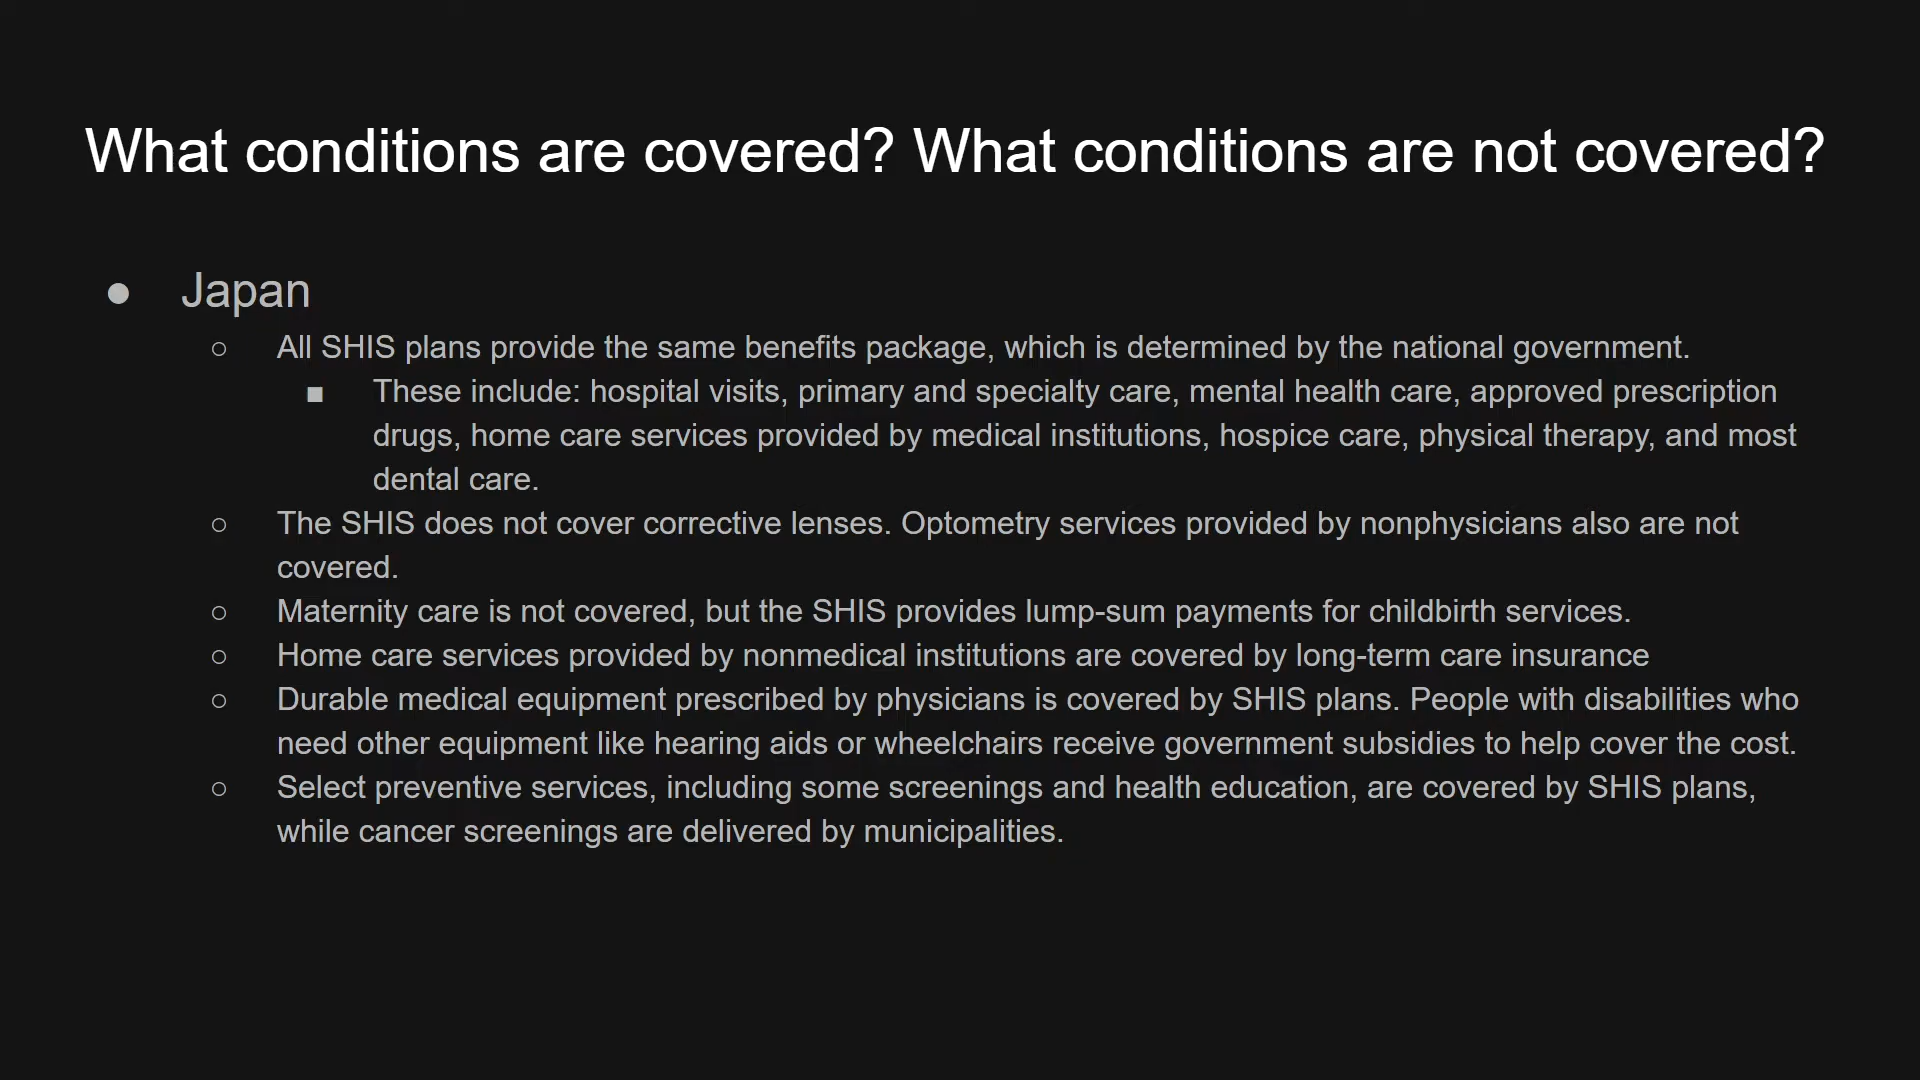 What conditions are covered? What conditions are not covered?
● Japan
○ All SHIS plans provide the same benefits package, which is determined by the national government.
■ These include: hospital visits, primary and specialty care, mental health care, approved prescription
drugs, home care services provided by medical institutions, hospice care, physical therapy, and most
dental care.
○ The SHIS does not cover corrective lenses. Optometry services provided by nonphysicians also are not
covered.
○ Maternity care is not covered, but the SHIS provides lump-sum payments for childbirth services.
○ Home care services provided by nonmedical institutions are covered by long-term care insurance
○ Durable medical equipment prescribed by physicians is covered by SHIS plans. People with disabilities who
need other equipment like hearing aids or wheelchairs receive government subsidies to help cover the cost.
○ Select preventive services, including some screenings and health education, are covered by SHIS plans,
while cancer screenings are delivered by municipalities.